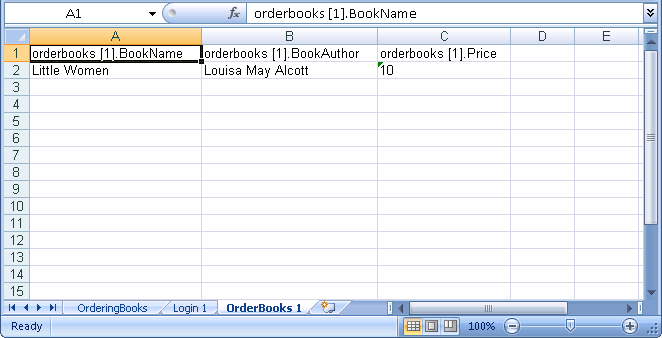 A1 fx orderbooks [1].BookName
A B C D E
1 orderbooks [1].BookName orderbooks [1].BookAuthor orderbooks [1].Price
2 Little Women Louisa May Alcott 10
3
4
5
6
7
8
9
10
11
12
13
14
15
OrderingBooks Login 1 OrderBooks 1
Ready 100%